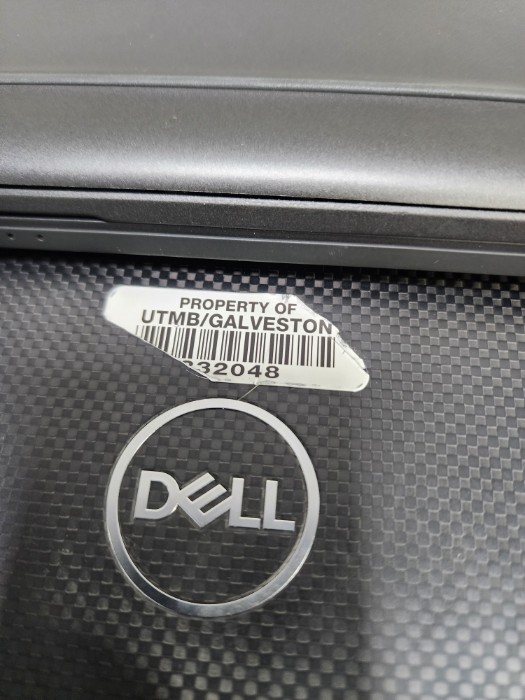 PROPERTY OF
UTMB/GALVESTON
32048
DELL